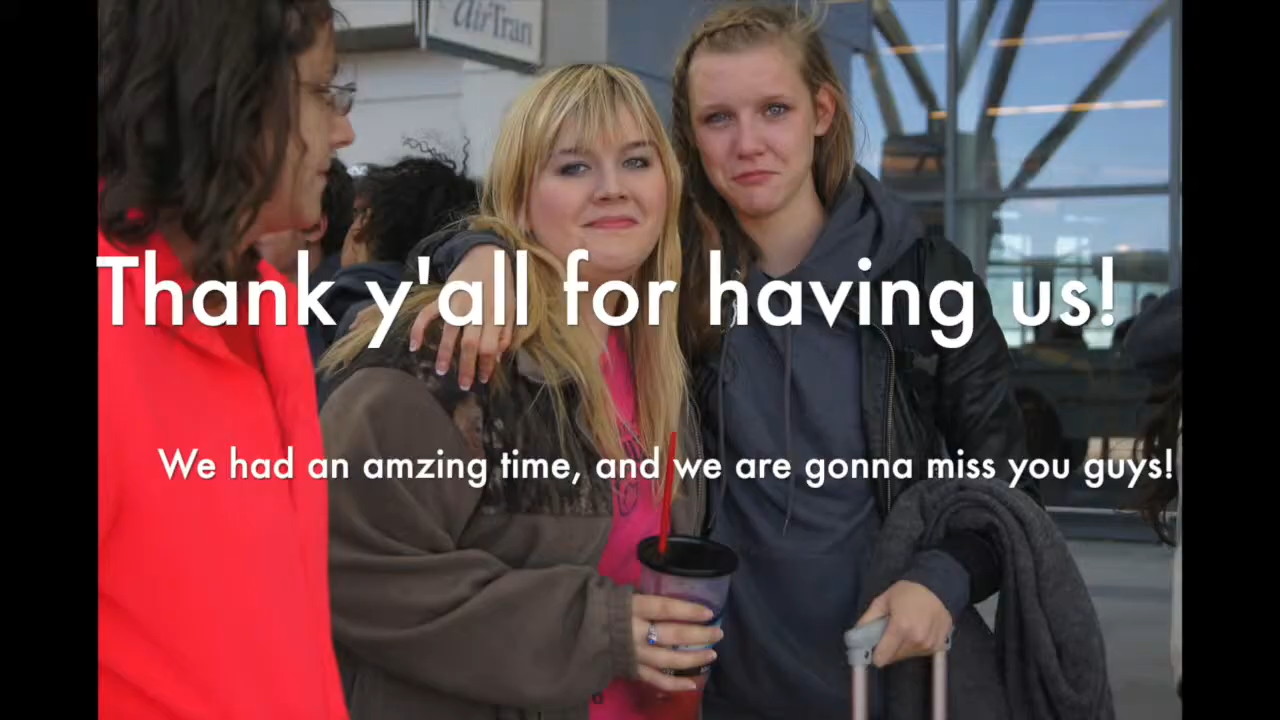 AirTran
Thank y'all for having us!
We had an amzing time, and we are gonna miss you guys!